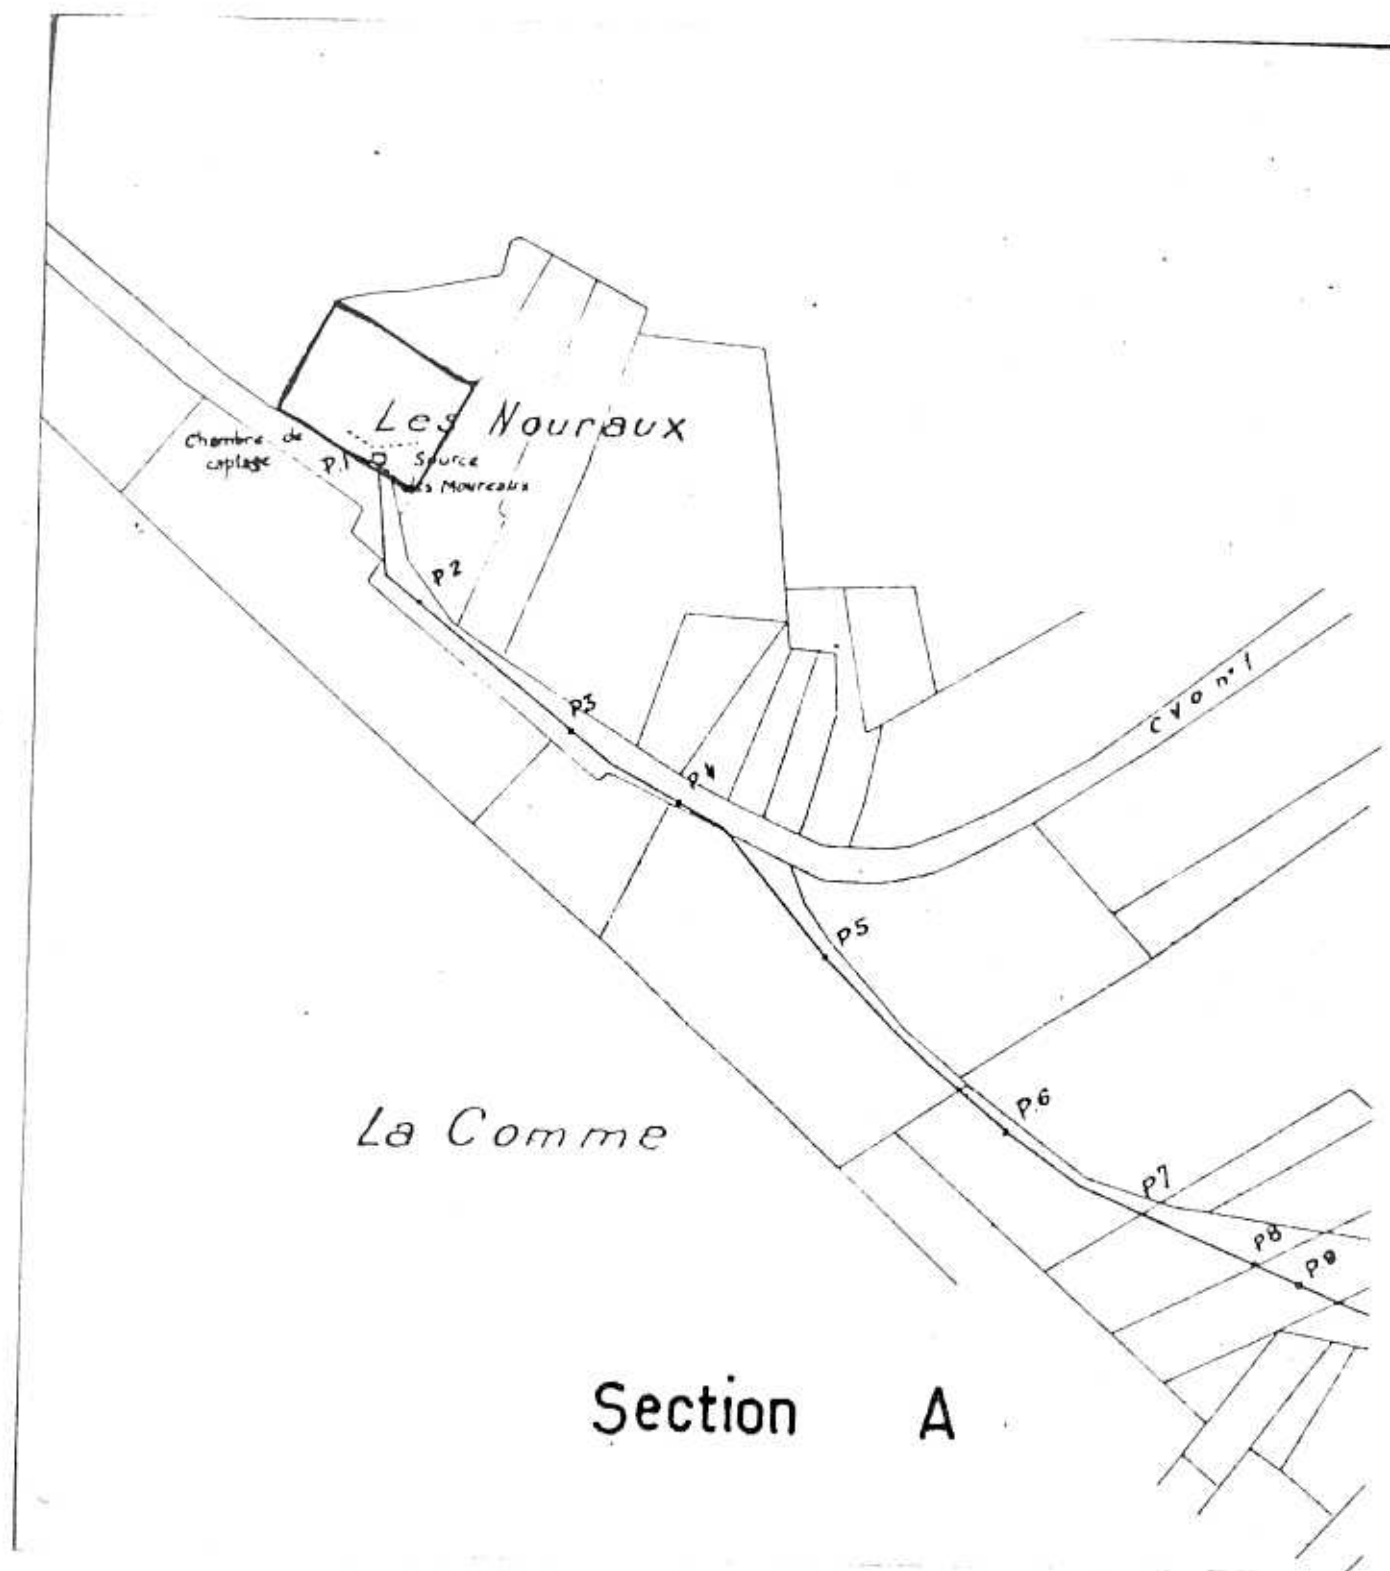 Les Nouraux
Chambre de
captage
P.1
Source
les Moureaux
P2
P3
P4
CVO n°1
P5
La Comme
P.6
P7
P8
P9
Section A